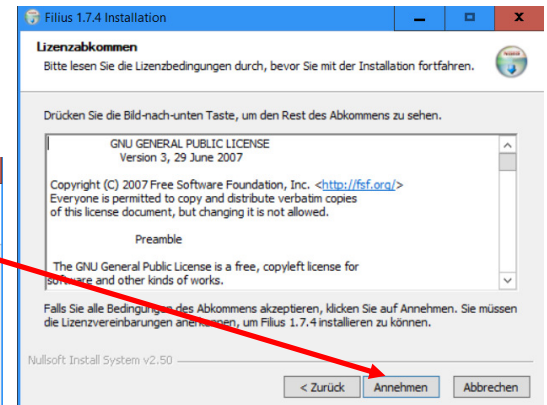 Filius 1.7.4 Installation
Lizenzabkommen
Bitte lesen Sie die Lizenzbedingungen durch, bevor Sie mit der Installation fortfahren.
Drücken Sie die Bild-nach-unten Taste, um den Rest des Abkommens zu sehen.
GNU GENERAL PUBLIC LICENSE
Version 3, 29 June 2007
Copyright (C) 2007 Free Software Foundation, Inc. <http://fsf.org/>
Everyone is permitted to copy and distribute verbatim copies
of this license document, but changing it is not allowed.
Preamble
The GNU General Public License is a free, copyleft license for
software and other kinds of works.
Falls Sie alle Bedingungen des Abkommens akzeptieren, klicken Sie auf Annehmen. Sie müssen
die Lizenzvereinbarungen anerkennen, um Filius 1.7.4 installieren zu können.
Nullsoft Install System v2.50
< Zurück Annehmen Abbrechen